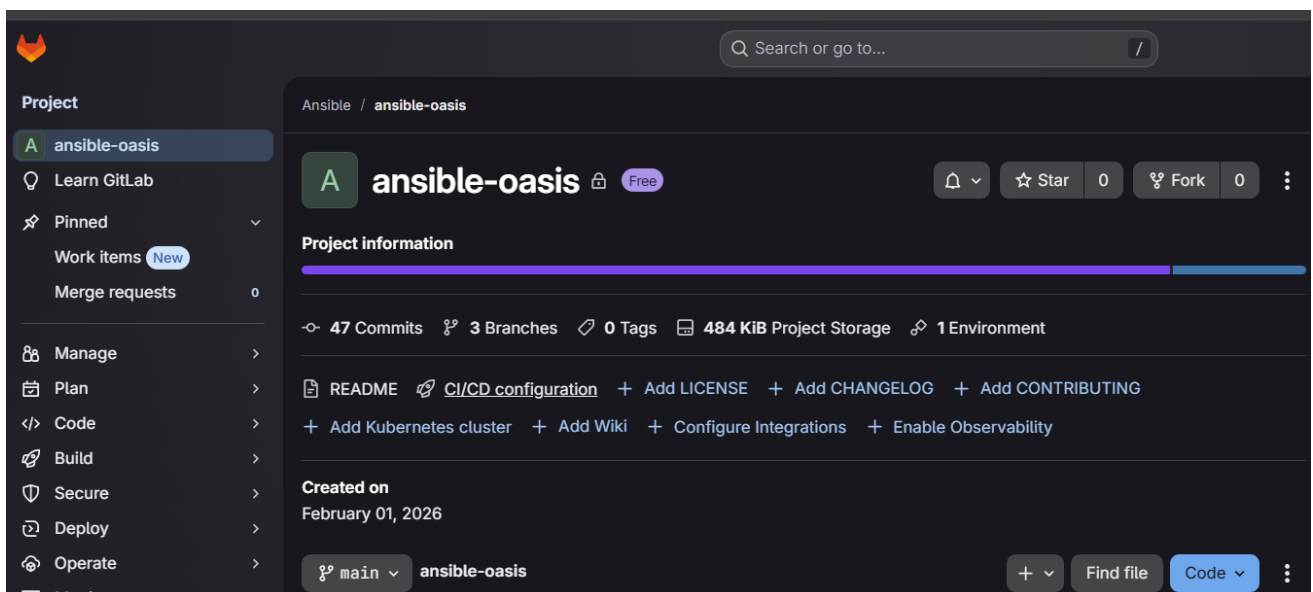 Search or go to... /
Project
Ansible / ansible-oasis
A ansible-oasis
Learn GitLab
Pinned
Work items New
Merge requests 0
Manage
Plan
Code
Build
Secure
Deploy
Operate
A ansible-oasis Free
Star 0 Fork 0
Project information
47 Commits 3 Branches 0 Tags 484 KiB Project Storage 1 Environment
README CI/CD configuration + Add LICENSE + Add CHANGELOG + Add CONTRIBUTING
+ Add Kubernetes cluster + Add Wiki + Configure Integrations + Enable Observability
Created on
February 01, 2026
main ansible-oasis + Find file Code